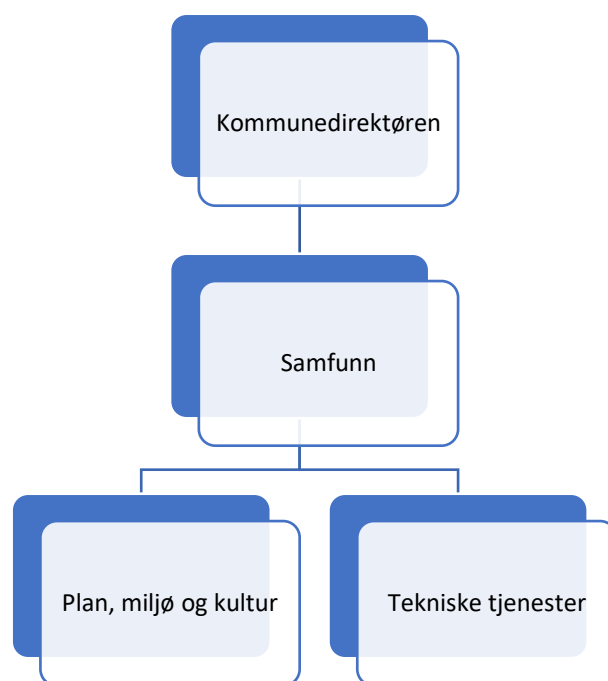 Kommunedirektøren
Samfunn
Plan, miljø og kultur
Tekniske tjenester